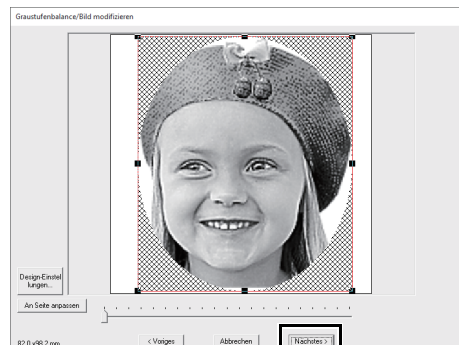 Graustufenbalance/Bild modifizieren
Design-Einstel
lungen...
An Seite anpassen
82.0 x98.2 mm
< Voriges
Abbrechen
Nächstes >